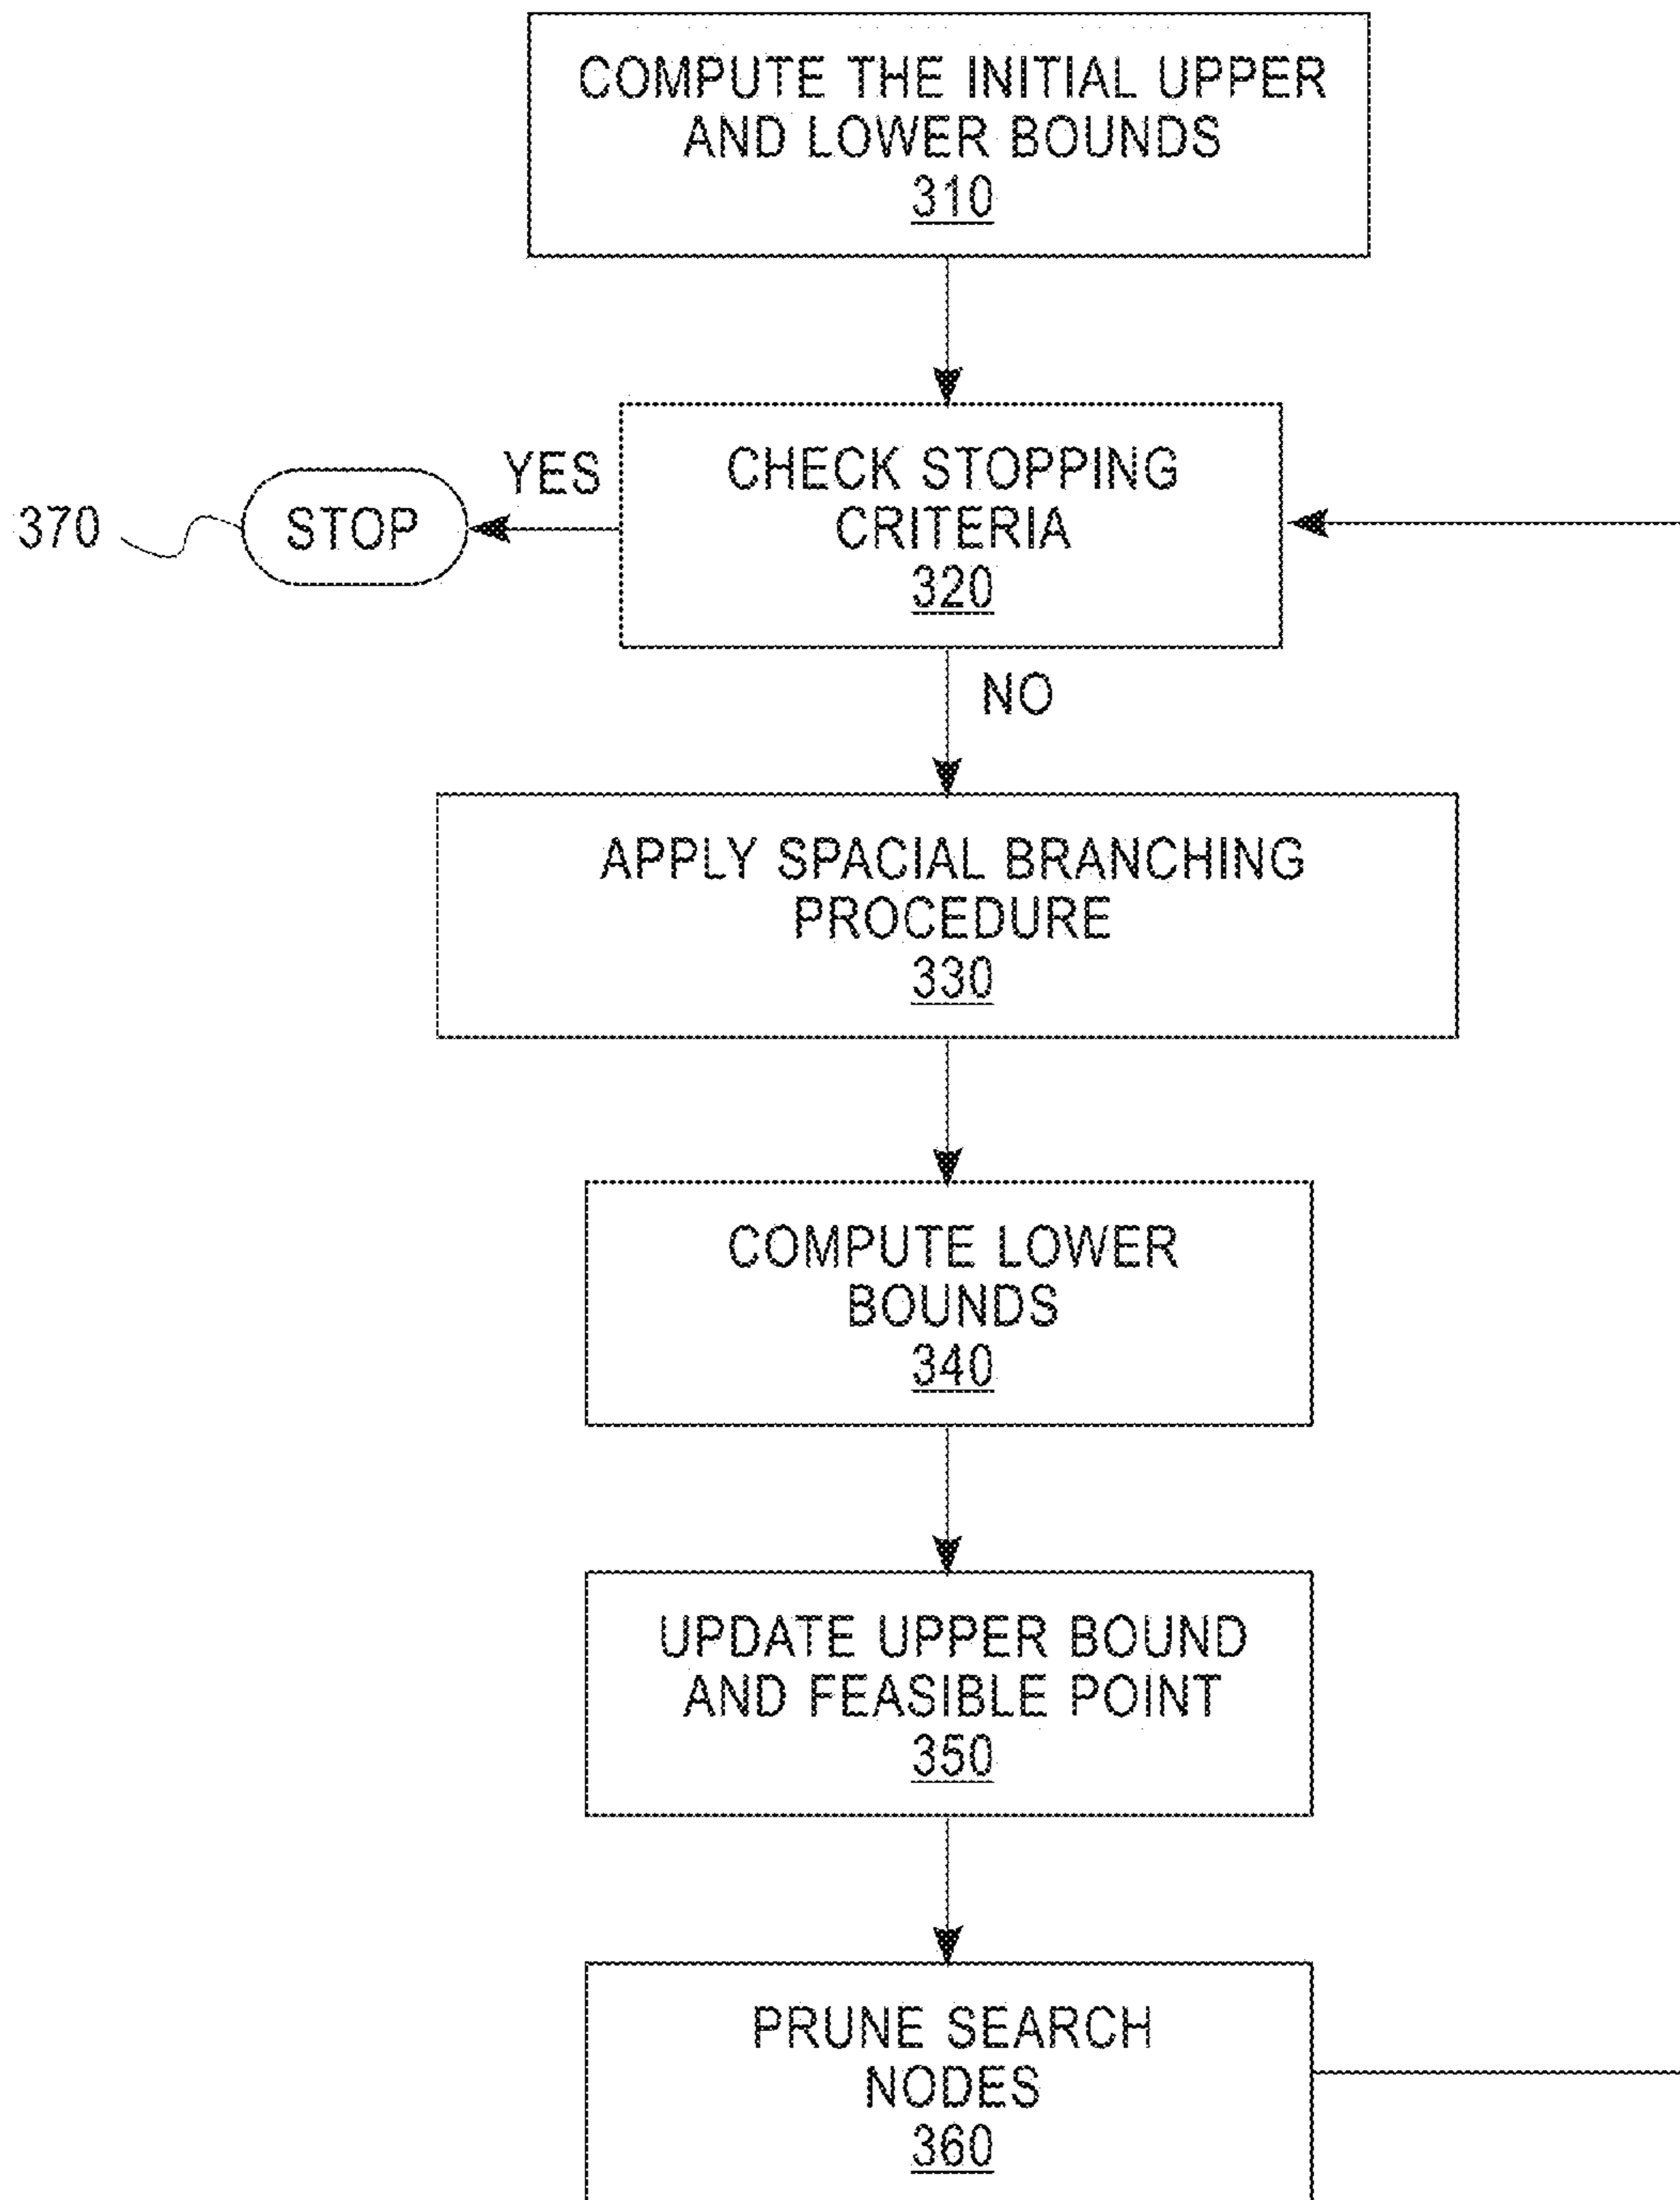 COMPUTE THE INITIAL UPPER
AND LOWER BOUNDS
310
YES
CHECK STOPPING
CRITERIA
320
370
STOP
NO
APPLY SPACIAL BRANCHING
PROCEDURE
330
COMPUTE LOWER
BOUNDS
340
UPDATE UPPER BOUND
AND FEASIBLE POINT
350
PRUNE SEARCH
NODES
360